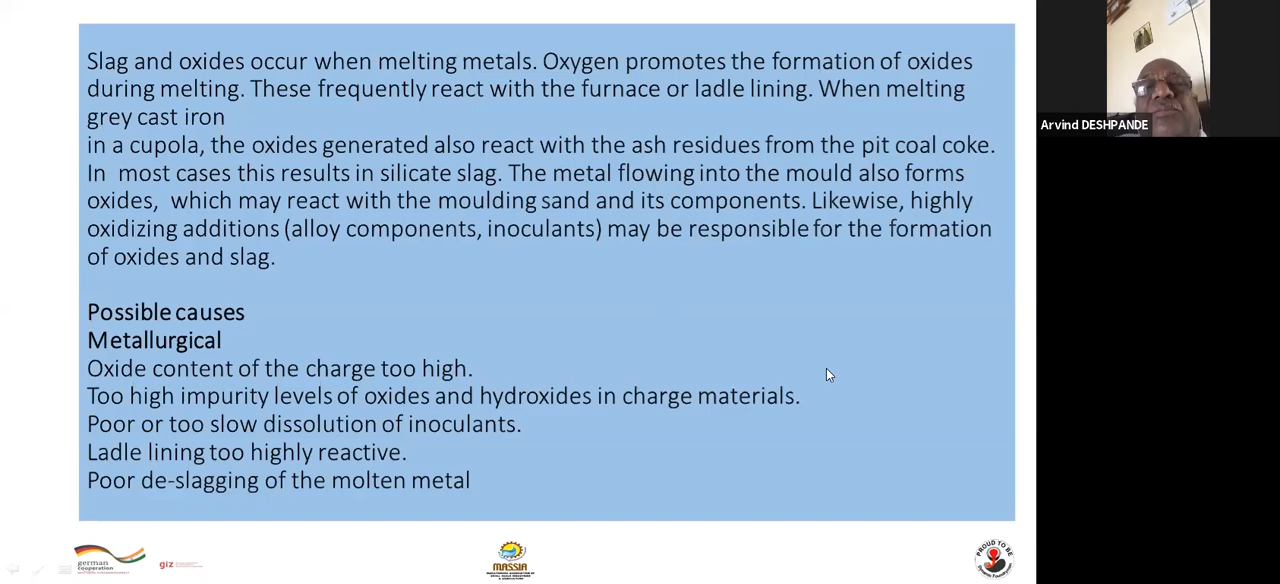 Slag and oxides occur when melting metals. Oxygen promotes the formation of oxides
during melting. These frequently react with the furnace or ladle lining. When melting
grey cast iron
in a cupola, the oxides generated also react with the ash residues from the pit coal coke.
In most cases this results in silicate slag. The metal flowing into the mould also forms
oxides, which may react with the moulding sand and its components. Likewise, highly
oxidizing additions (alloy components, inoculants) may be responsible for the formation
of oxides and slag.
Possible causes
Metallurgical
Oxide content of the charge too high.
Too high impurity levels of oxides and hydroxides in charge materials.
Poor or too slow dissolution of inoculants.
Ladle lining too highly reactive.
Poor de-slagging of the molten metal
Arvind DESHPANDE
german
cooperation
giz
MASSIA
PROUD TO BE